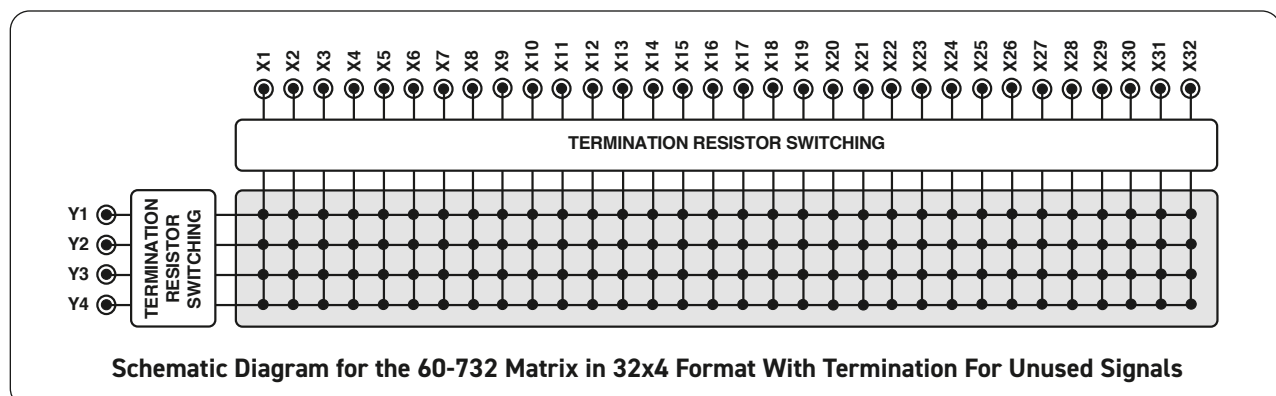 X1 X2 X3 X4 X5 X6 X7 X8 X9 X10 X11 X12 X13 X14 X15 X16 X17 X18 X19 X20 X21 X22 X23 X24 X25 X26 X27 X28 X29 X30 X31 X32
TERMINATION RESISTOR SWITCHING
Y1
Y2
Y3
Y4
TERMINATION
RESISTOR
SWITCHING
Schematic Diagram for the 60-732 Matrix in 32x4 Format With Termination For Unused Signals